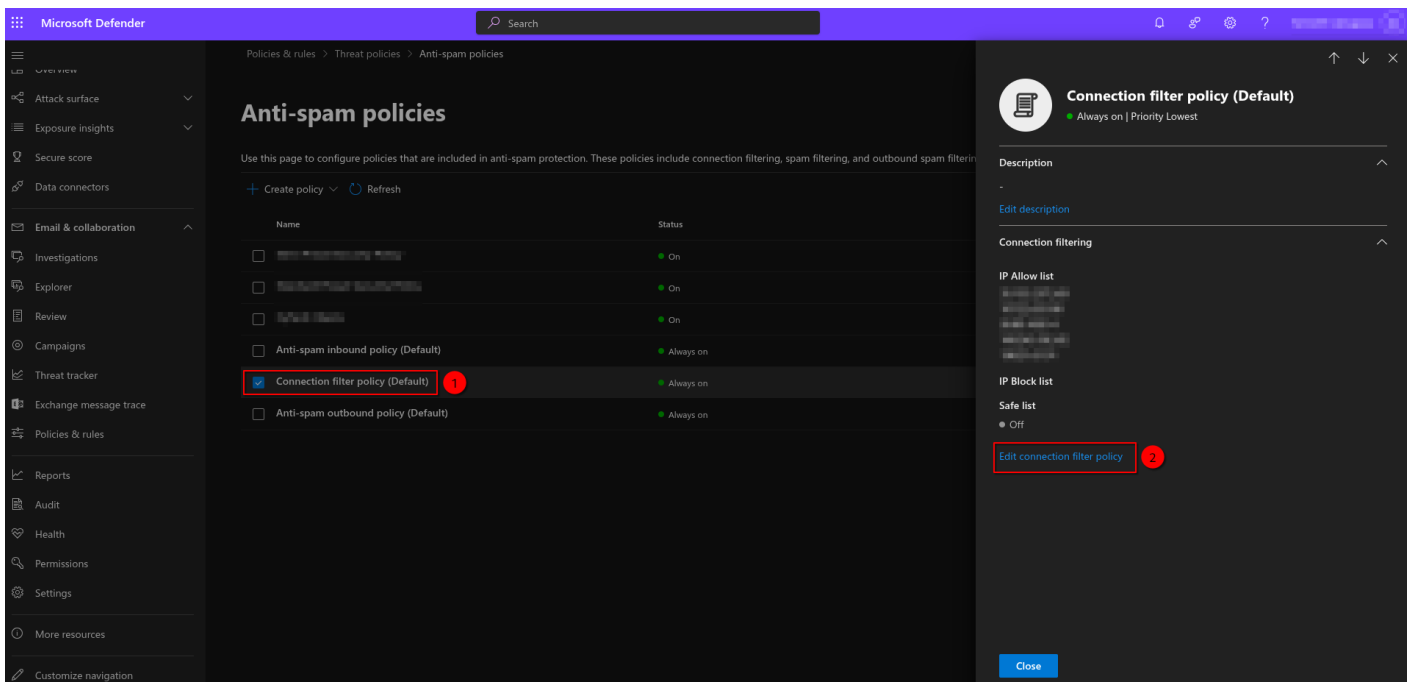 Microsoft Defender
Search
Overview
Attack surface
Exposure insights
Secure score
Data connectors
Email & collaboration
Investigations
Explorer
Review
Campaigns
Threat tracker
Exchange message trace
Policies & rules
Reports
Audit
Health
Permissions
Settings
More resources
Customize navigation
Policies & rules > Threat policies > Anti-spam policies
Anti-spam policies
Use this page to configure policies that are included in anti-spam protection. These policies include connection filtering, spam filtering, and outbound spam filterin
Create policy Refresh
Name Status
On
On
On
Anti-spam inbound policy (Default) Always on
Connection filter policy (Default) 1 Always on
Anti-spam outbound policy (Default) Always on
Connection filter policy (Default)
Always on | Priority Lowest
Description
-
Edit description
Connection filtering
IP Allow list
IP Block list
Safe list
Off
Edit connection filter policy 2
Close